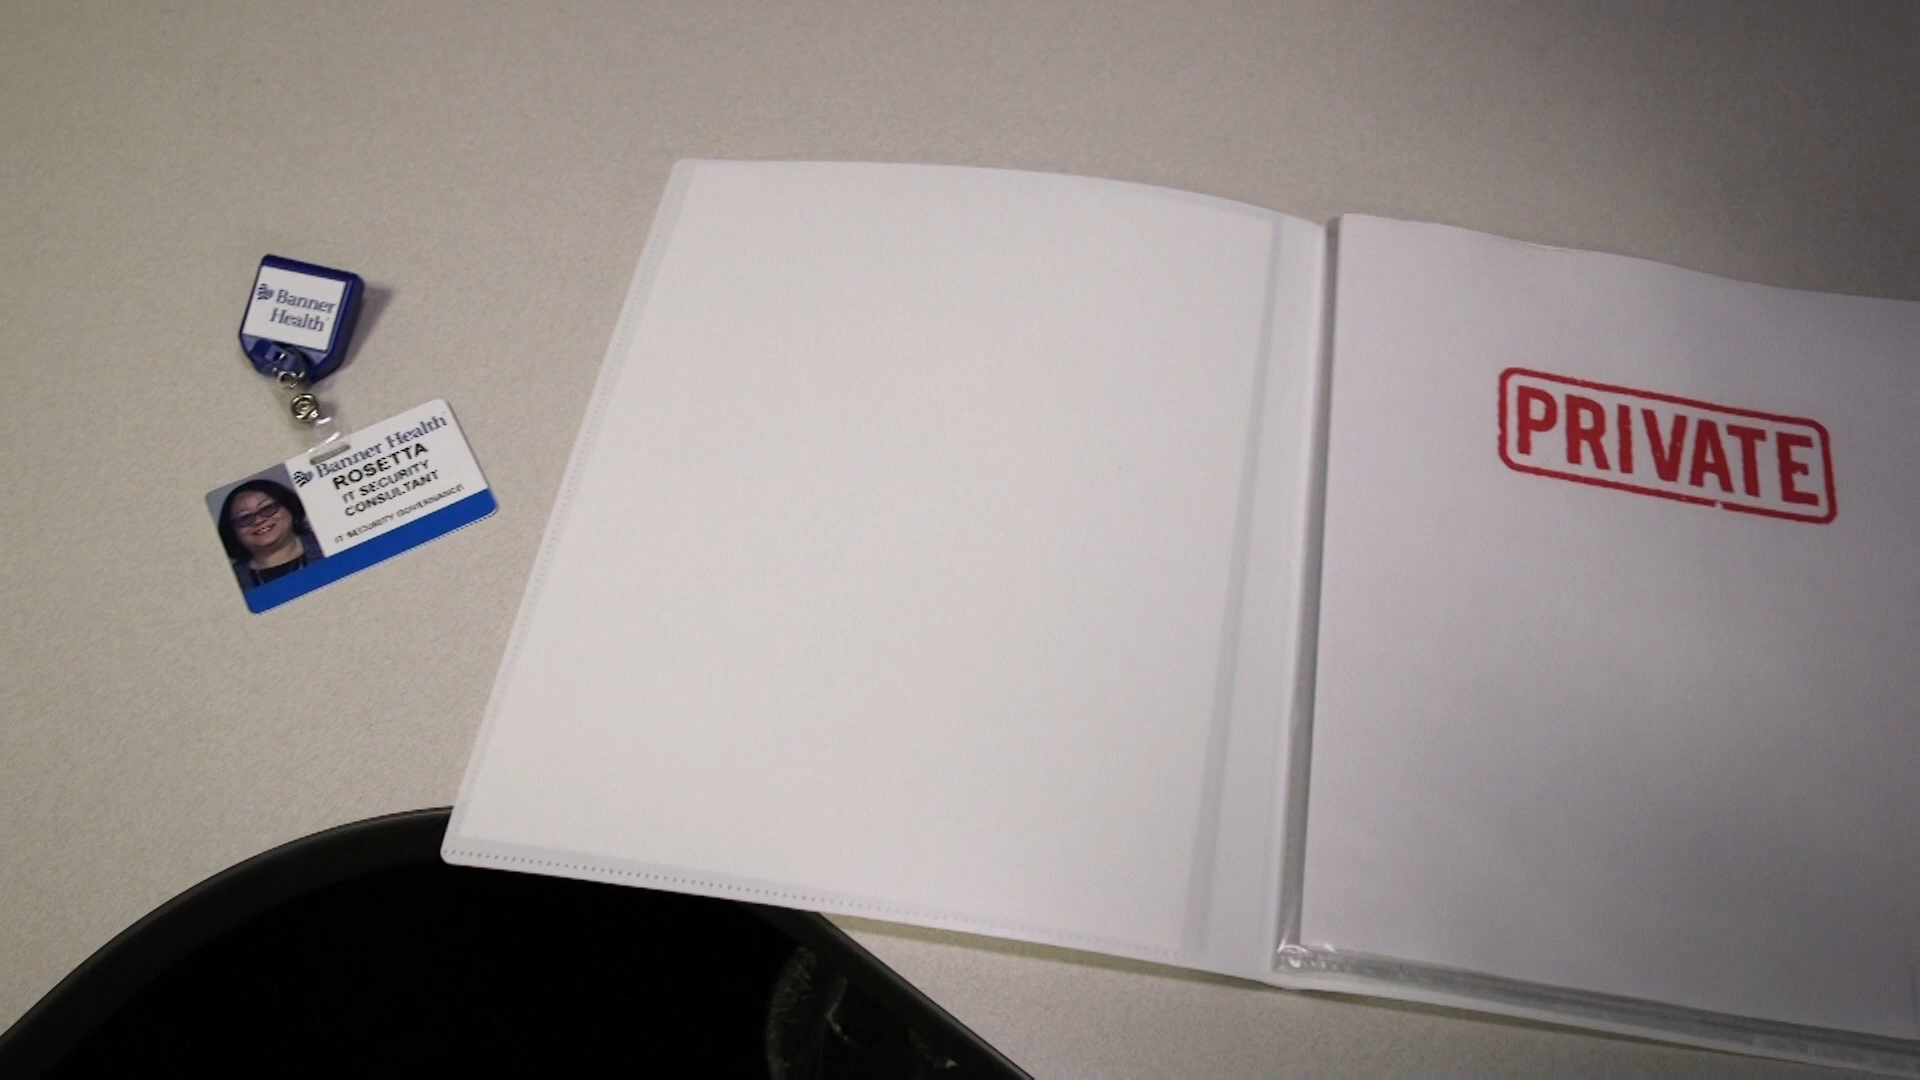 Banner
Health
Banner Health
ROSETTA
IT SECURITY
CONSULTANT
IT SECURITY GOVERNANCE
PRIVATE